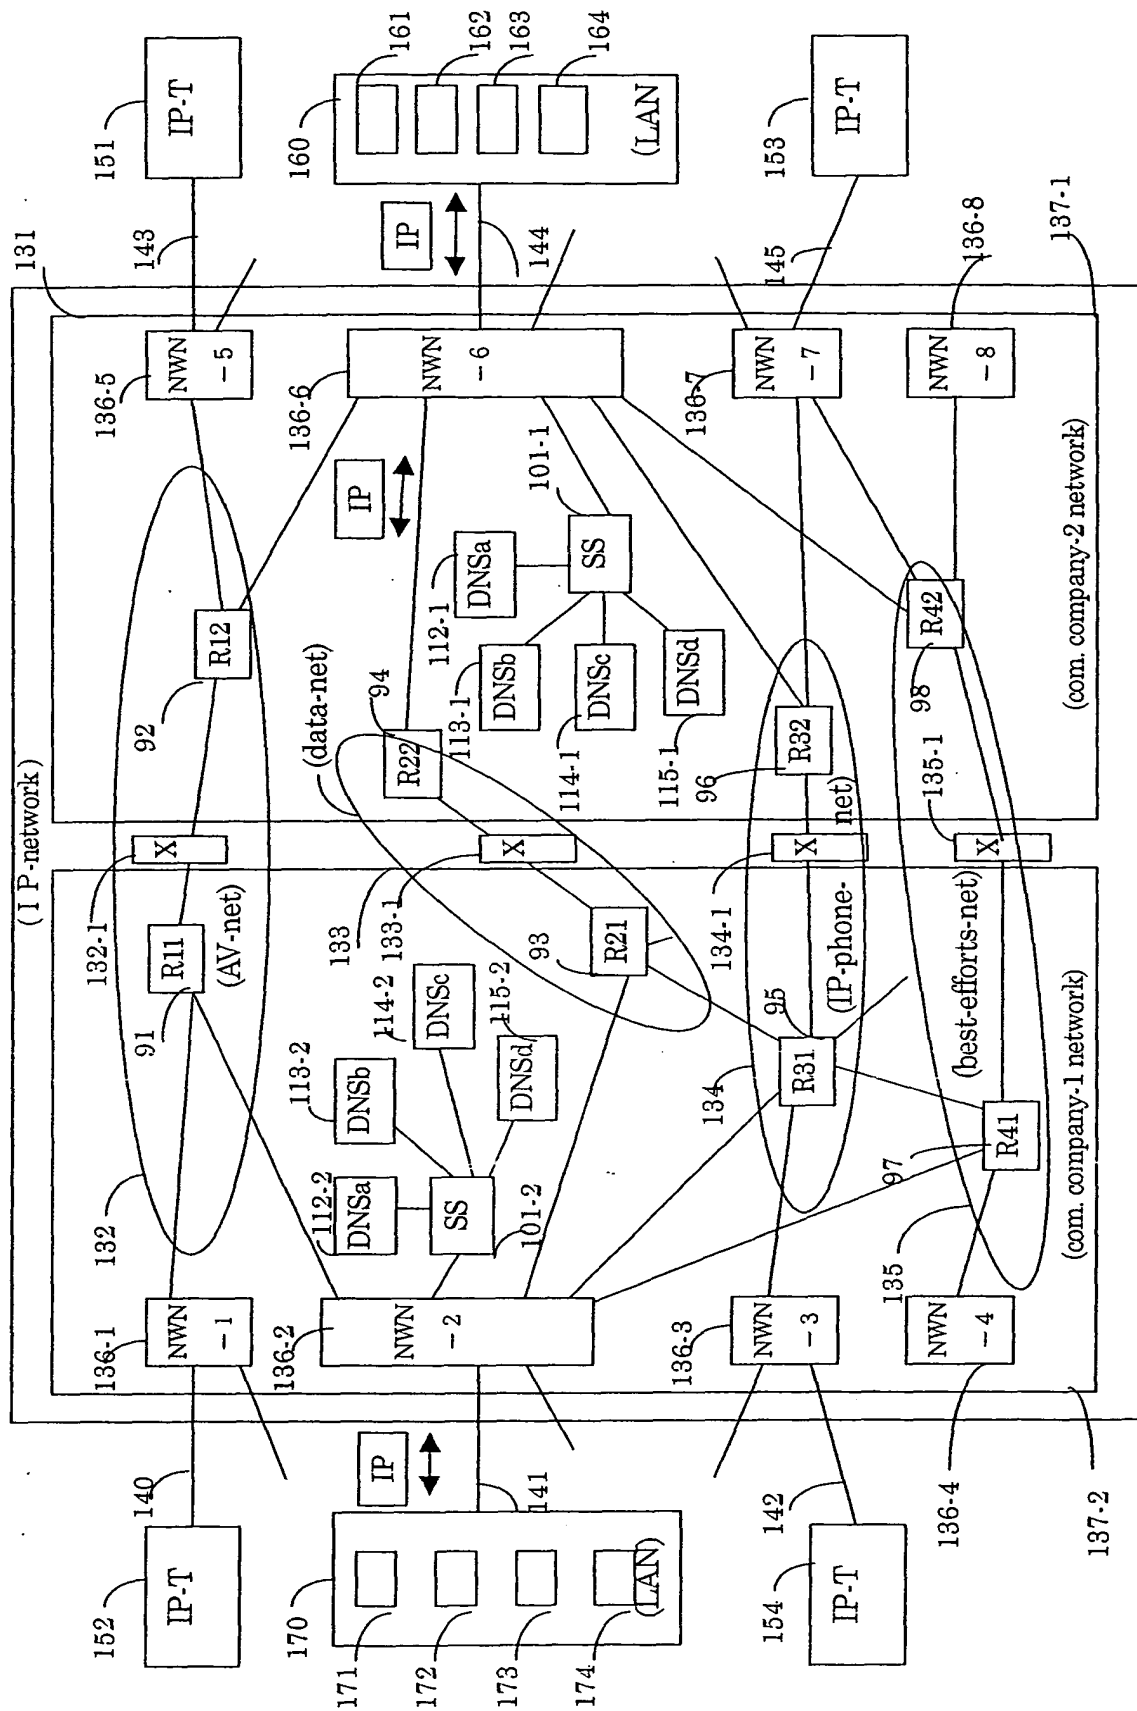 (IP-network)
131
152
IP-T
140
136-1
NWN
-1
132
91
R11
(AV-net)
132-1
X
92
R12
136-5
NWN
-5
143
151
IP-T
170
171
172
173
174
(LAN)
IP
141
136-2
NWN
-2
112-2
DNSa
113-2
DNSb
114-2
DNSc
115-2
DNSd
SS
101-2
93
R21
133
133-1
X
(data-net)
94
R22
IP
112-1
DNSa
113-1
DNSb
114-1
DNSc
115-1
DNSd
SS
101-1
136-6
NWN
-6
IP
144
160
161
162
163
164
(LAN
154
IP-T
142
136-3
NWN
-3
134
95
R31
134-1
X
(IP-phone-
net)
96
R32
136-7
NWN
-7
145
153
IP-T
136-4
NWN
-4
135
97
R41
(best-efforts-net)
135-1
X
98
R42
NWN
-8
136-8
(com. company-1 network)
(com. company-2 network)
137-2
137-1